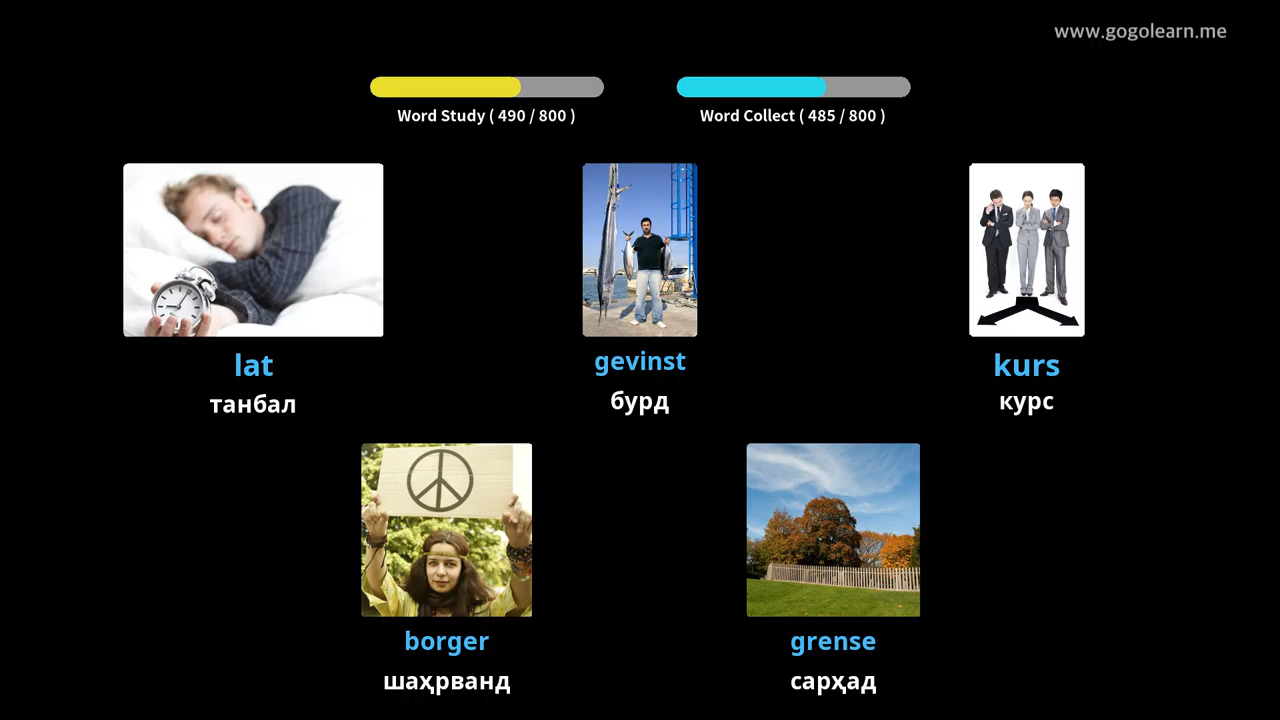 www.gogolearn.me
Word Study ( 490 / 800 )
Word Collect ( 485 / 800 )
lat
танбал
gevinst
бурд
kurs
курс
borger
шаҳрванд
grense
сарҳад